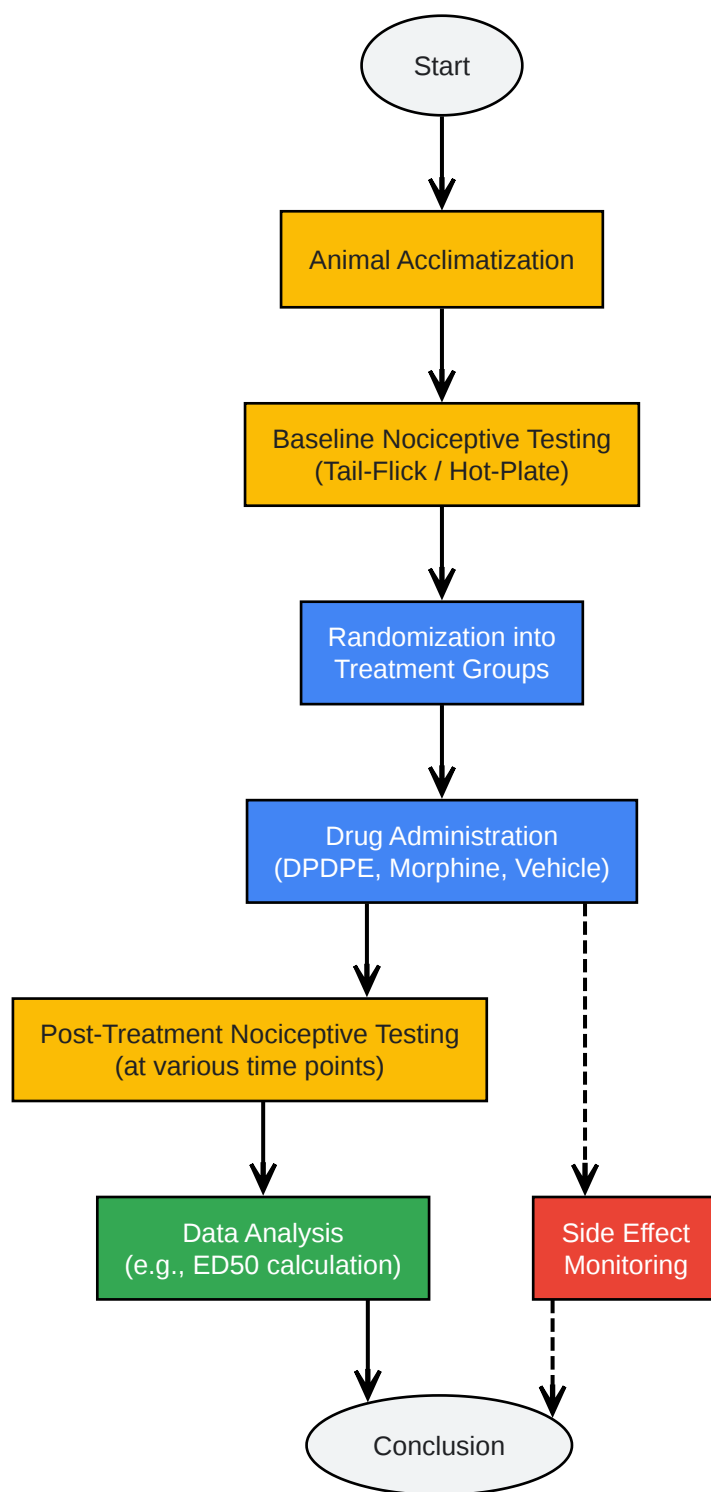 Start
Animal Acclimatization
Baseline Nociceptive Testing
(Tail-Flick / Hot-Plate)
Randomization into
Treatment Groups
Drug Administration
(DPDPE, Morphine, Vehicle)
Post-Treatment Nociceptive Testing
(at various time points)
Data Analysis
(e.g., ED50 calculation)
Side Effect
Monitoring
Conclusion